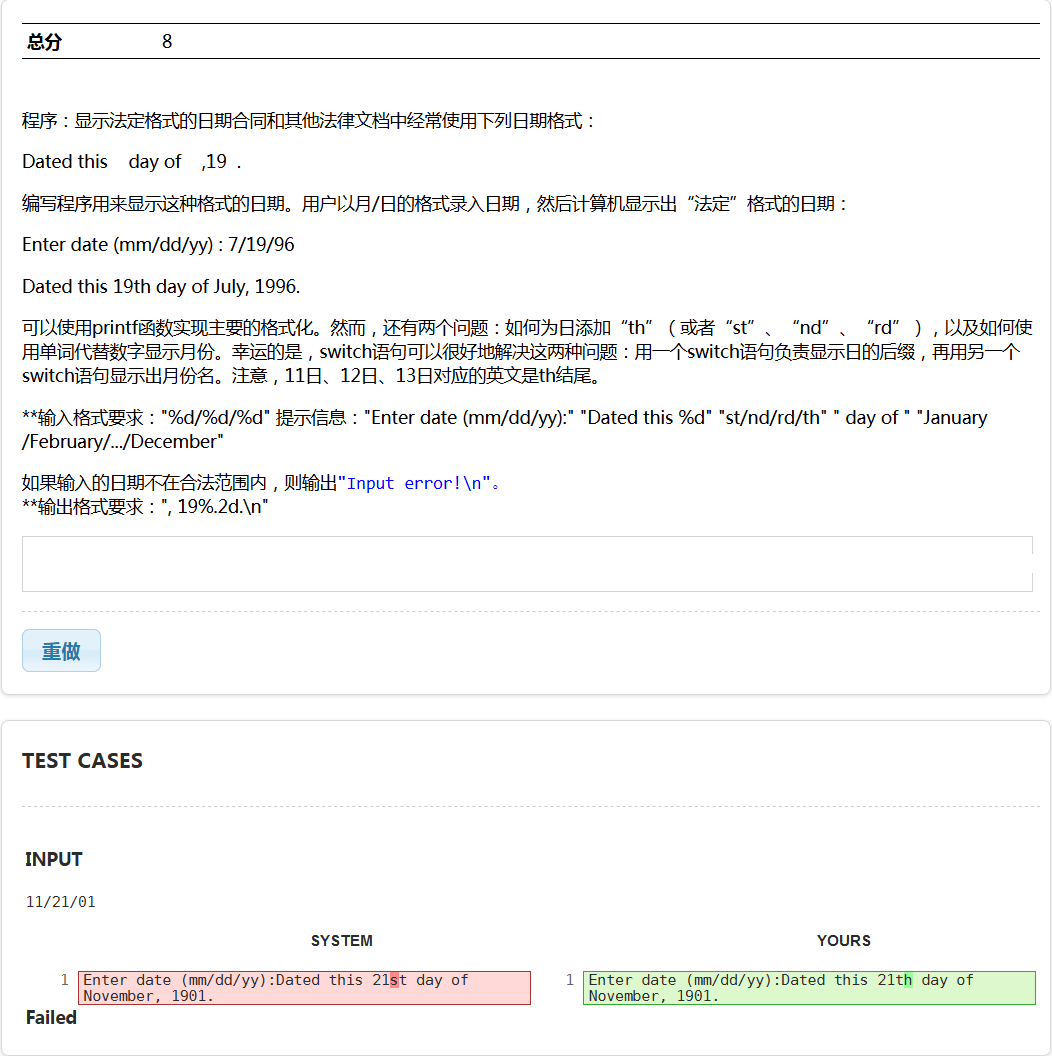 总分 8
程序：显示法定格式的日期合同和其他法律文档中经常使用下列日期格式：
Dated this    day of    ,19  .
编写程序用来显示这种格式的日期。用户以月/日的格式录入日期，然后计算机显示出“法定”格式的日期：
Enter date (mm/dd/yy) : 7/19/96
Dated this 19th day of July, 1996.
可以使用printf函数实现主要的格式化。然而，还有两个问题：如何为日添加“th”（或者“st”、“nd”、“rd”），以及如何使
用单词代替数字显示月份。幸运的是，switch语句可以很好地解决这两种问题：用一个switch语句负责显示日的后缀，再用另一个
switch语句显示出月份名。注意，11日、12日、13日对应的英文是th结尾。
**输入格式要求："%d/%d/%d" 提示信息："Enter date (mm/dd/yy):" "Dated this %d" "st/nd/rd/th" " day of " "January
/February/.../December"
如果输入的日期不在合法范围内，则输出"Input error!\n"。
**输出格式要求：", 19%.2d.\n"
重做
TEST CASES
INPUT
11/21/01
SYSTEM YOURS
1 Enter date (mm/dd/yy):Dated this 21st day of 1 Enter date (mm/dd/yy):Dated this 21th day of
November, 1901. November, 1901.
Failed